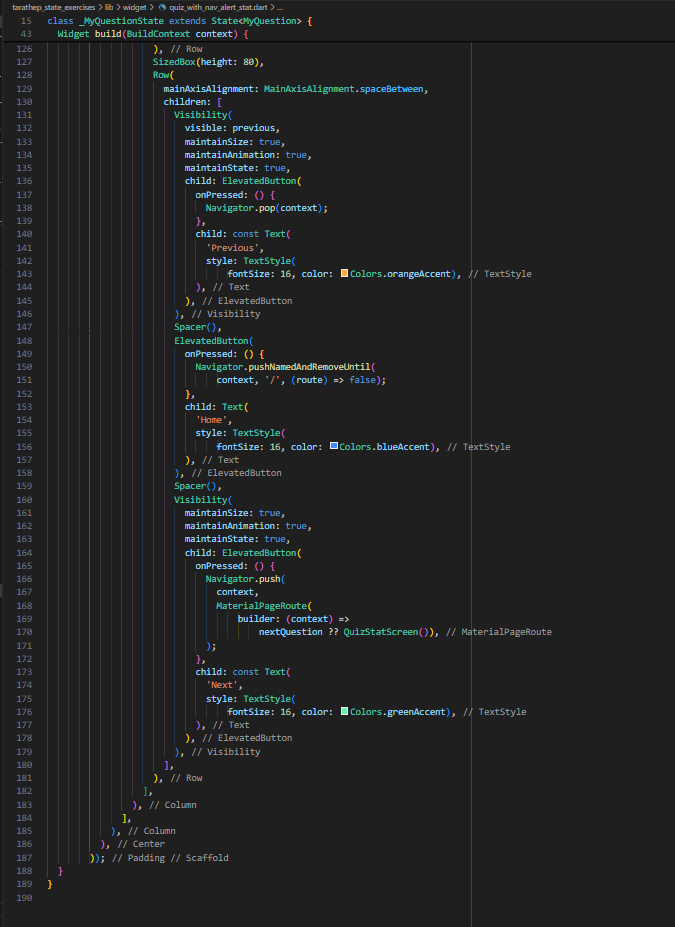 tarathep_state_exercises > lib > widget > quiz_with_nav_alert_stat.dart > ...
15 class _MyQuestionState extends State<MyQuestion> {
43 Widget build(BuildContext context) {
126 ), // Row
127 SizedBox(height: 80),
128 Row(
129 mainAxisAlignment: MainAxisAlignment.spaceBetween,
130 children: [
131 Visibility(
132 visible: previous,
133 maintainSize: true,
134 maintainAnimation: true,
135 maintainState: true,
136 child: ElevatedButton(
137 onPressed: () {
138 Navigator.pop(context);
139 },
140 child: const Text(
141 'Previous',
142 style: TextStyle(
143 fontSize: 16, color: Colors.orangeAccent), // TextStyle
144 ), // Text
145 ), // ElevatedButton
146 ), // Visibility
147 Spacer(),
148 ElevatedButton(
149 onPressed: () {
150 Navigator.pushNamedAndRemoveUntil(
151 context, '/', (route) => false);
152 },
153 child: Text(
154 'Home',
155 style: TextStyle(
156 fontSize: 16, color: Colors.blueAccent), // TextStyle
157 ), // Text
158 ), // ElevatedButton
159 Spacer(),
160 Visibility(
161 maintainSize: true,
162 maintainAnimation: true,
163 maintainState: true,
164 child: ElevatedButton(
165 onPressed: () {
166 Navigator.push(
167 context,
168 MaterialPageRoute(
169 builder: (context) =>
170 nextQuestion ?? QuizStatScreen()), // MaterialPageRoute
171 );
172 },
173 child: const Text(
174 'Next',
175 style: TextStyle(
176 fontSize: 16, color: Colors.greenAccent), // TextStyle
177 ), // Text
178 ), // ElevatedButton
179 ), // Visibility
180 ],
181 ), // Row
182 ],
183 ), // Column
184 ],
185 ), // Column
186 ), // Center
187 )); // Padding // Scaffold
188 }
189 }
190